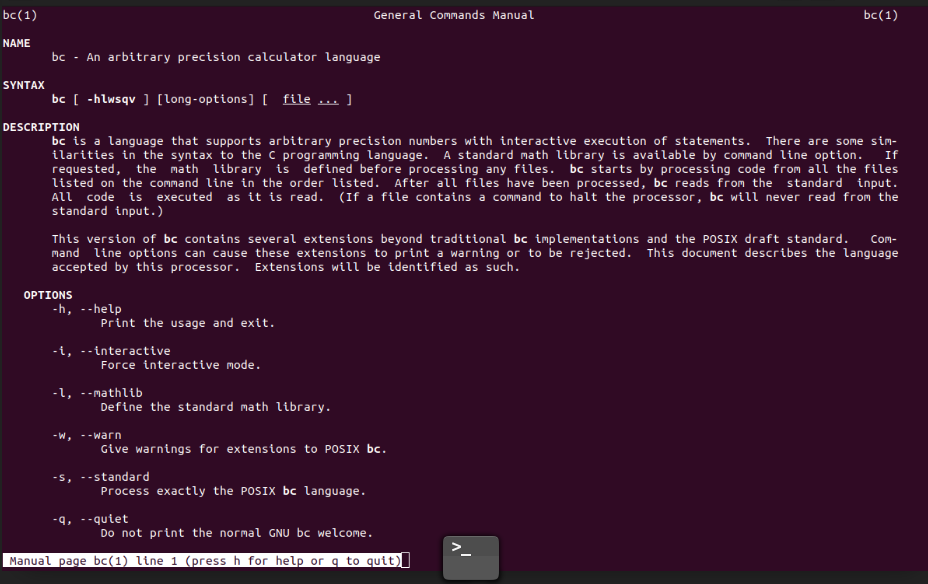 bc(1) General Commands Manual bc(1)
NAME
bc - An arbitrary precision calculator language
SYNTAX
bc [ -hlwsqv ] [long-options] [ file ... ]
DESCRIPTION
bc is a language that supports arbitrary precision numbers with interactive execution of statements. There are some sim-
ilarities in the syntax to the C programming language. A standard math library is available by command line option. If
requested, the math library is defined before processing any files. bc starts by processing code from all the files
listed on the command line in the order listed. After all files have been processed, bc reads from the standard input.
All code is executed as it is read. (If a file contains a command to halt the processor, bc will never read from the
standard input.)
This version of bc contains several extensions beyond traditional bc implementations and the POSIX draft standard. Com-
mand line options can cause these extensions to print a warning or to be rejected. This document describes the language
accepted by this processor. Extensions will be identified as such.
OPTIONS
-h, --help
Print the usage and exit.
-i, --interactive
Force interactive mode.
-l, --mathlib
Define the standard math library.
-w, --warn
Give warnings for extensions to POSIX bc.
-s, --standard
Process exactly the POSIX bc language.
-q, --quiet
Do not print the normal GNU bc welcome.
Manual page bc(1) line 1 (press h for help or q to quit)
>_